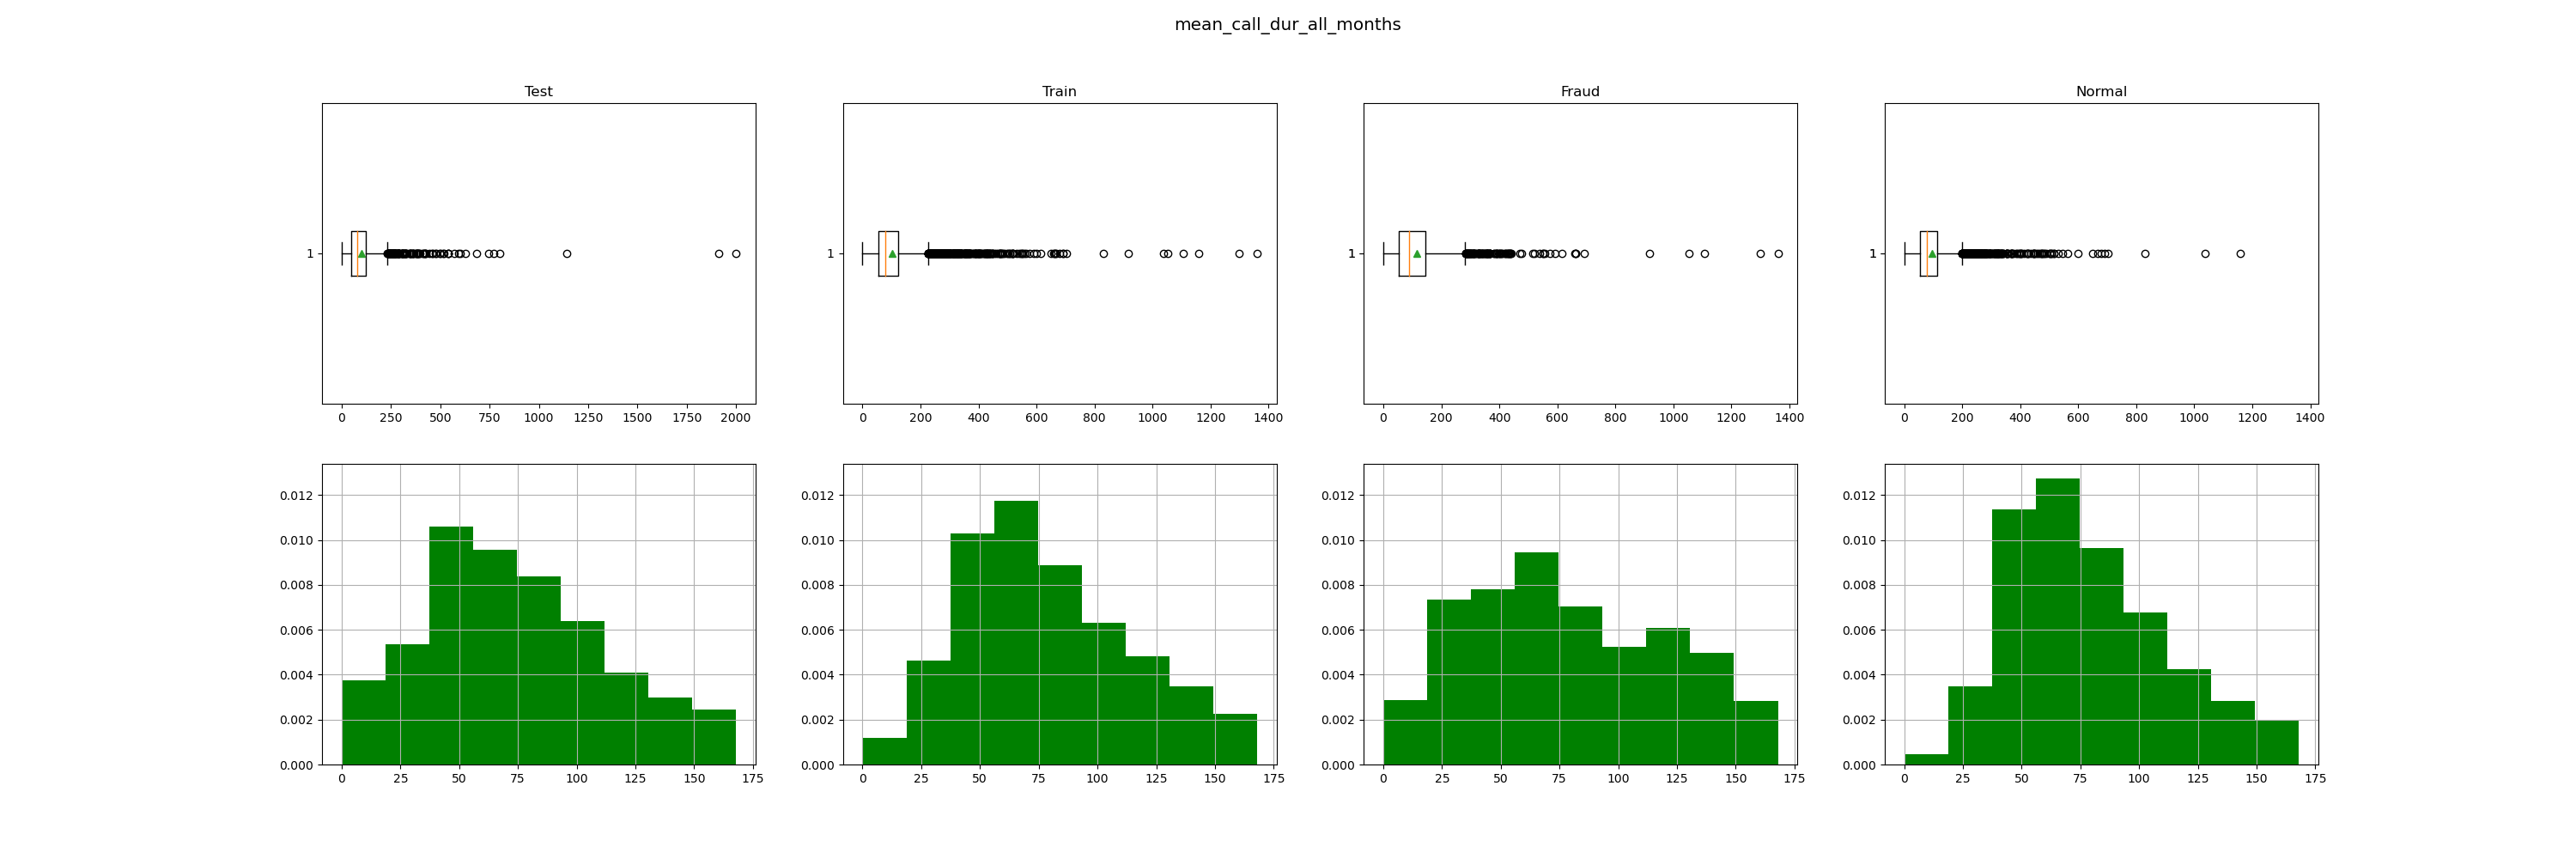 mean_call_dur_all_months
Test Train Fraud Normal
1 1 1 1
0 250 500 750 1000 1250 1500 1750 2000 0 200 400 600 800 1000 1200 1400 0 200 400 600 800 1000 1200 1400 0 200 400 600 800 1000 1200 1400
0.012 0.012 0.012 0.012
0.010 0.010 0.010 0.010
0.008 0.008 0.008 0.008
0.006 0.006 0.006 0.006
0.004 0.004 0.004 0.004
0.002 0.002 0.002 0.002
0.000 0.000 0.000 0.000
0 25 50 75 100 125 150 175 0 25 50 75 100 125 150 175 0 25 50 75 100 125 150 175 0 25 50 75 100 125 150 175